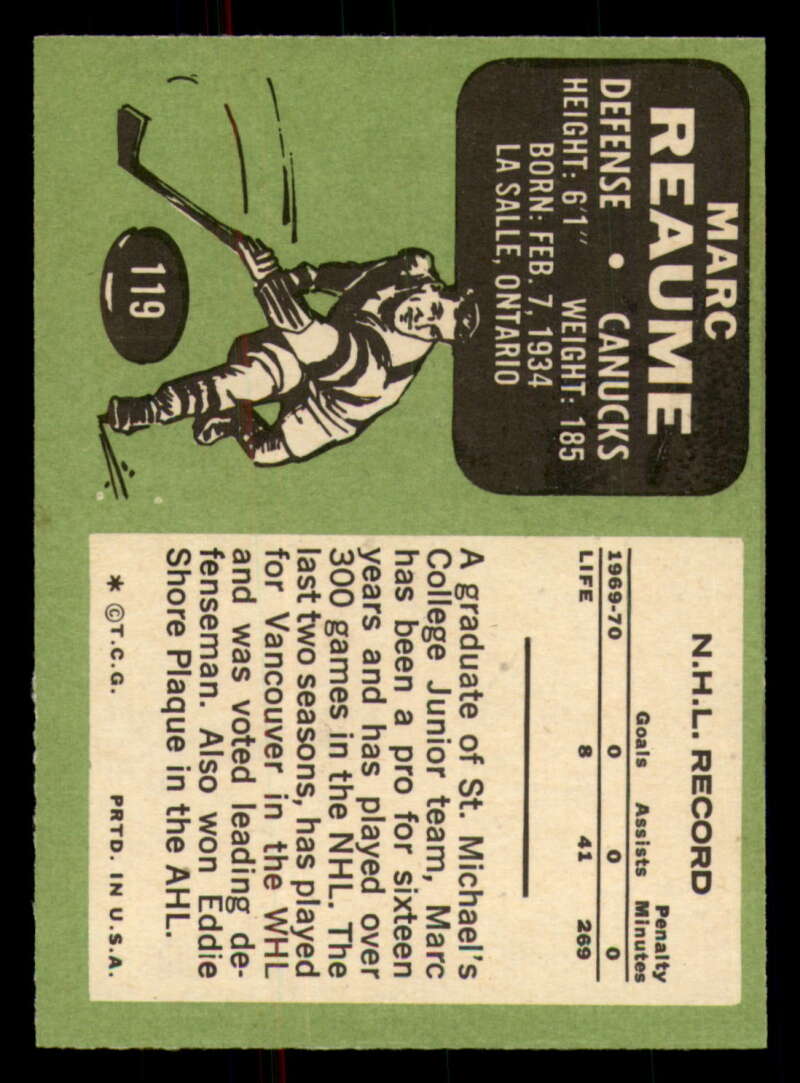 MARC
REAUME
DEFENSE • CANUCKS
HEIGHT: 6'1" WEIGHT: 185
BORN: FEB. 7, 1934
LA SALLE, ONTARIO
119
N.H.L. RECORD
Goals Assists Penalty Minutes
1969-70 0 0 0
LIFE 8 41 269
A graduate of St. Michael's
College Junior team, Marc
has been a pro for sixteen
years and has played over
300 games in the NHL. The
last two seasons, has played
for Vancouver in the WHL
and was voted leading de-
fenseman. Also won Eddie
Shore Plaque in the AHL.
* ©T.C.G. PRTD. IN U.S.A.